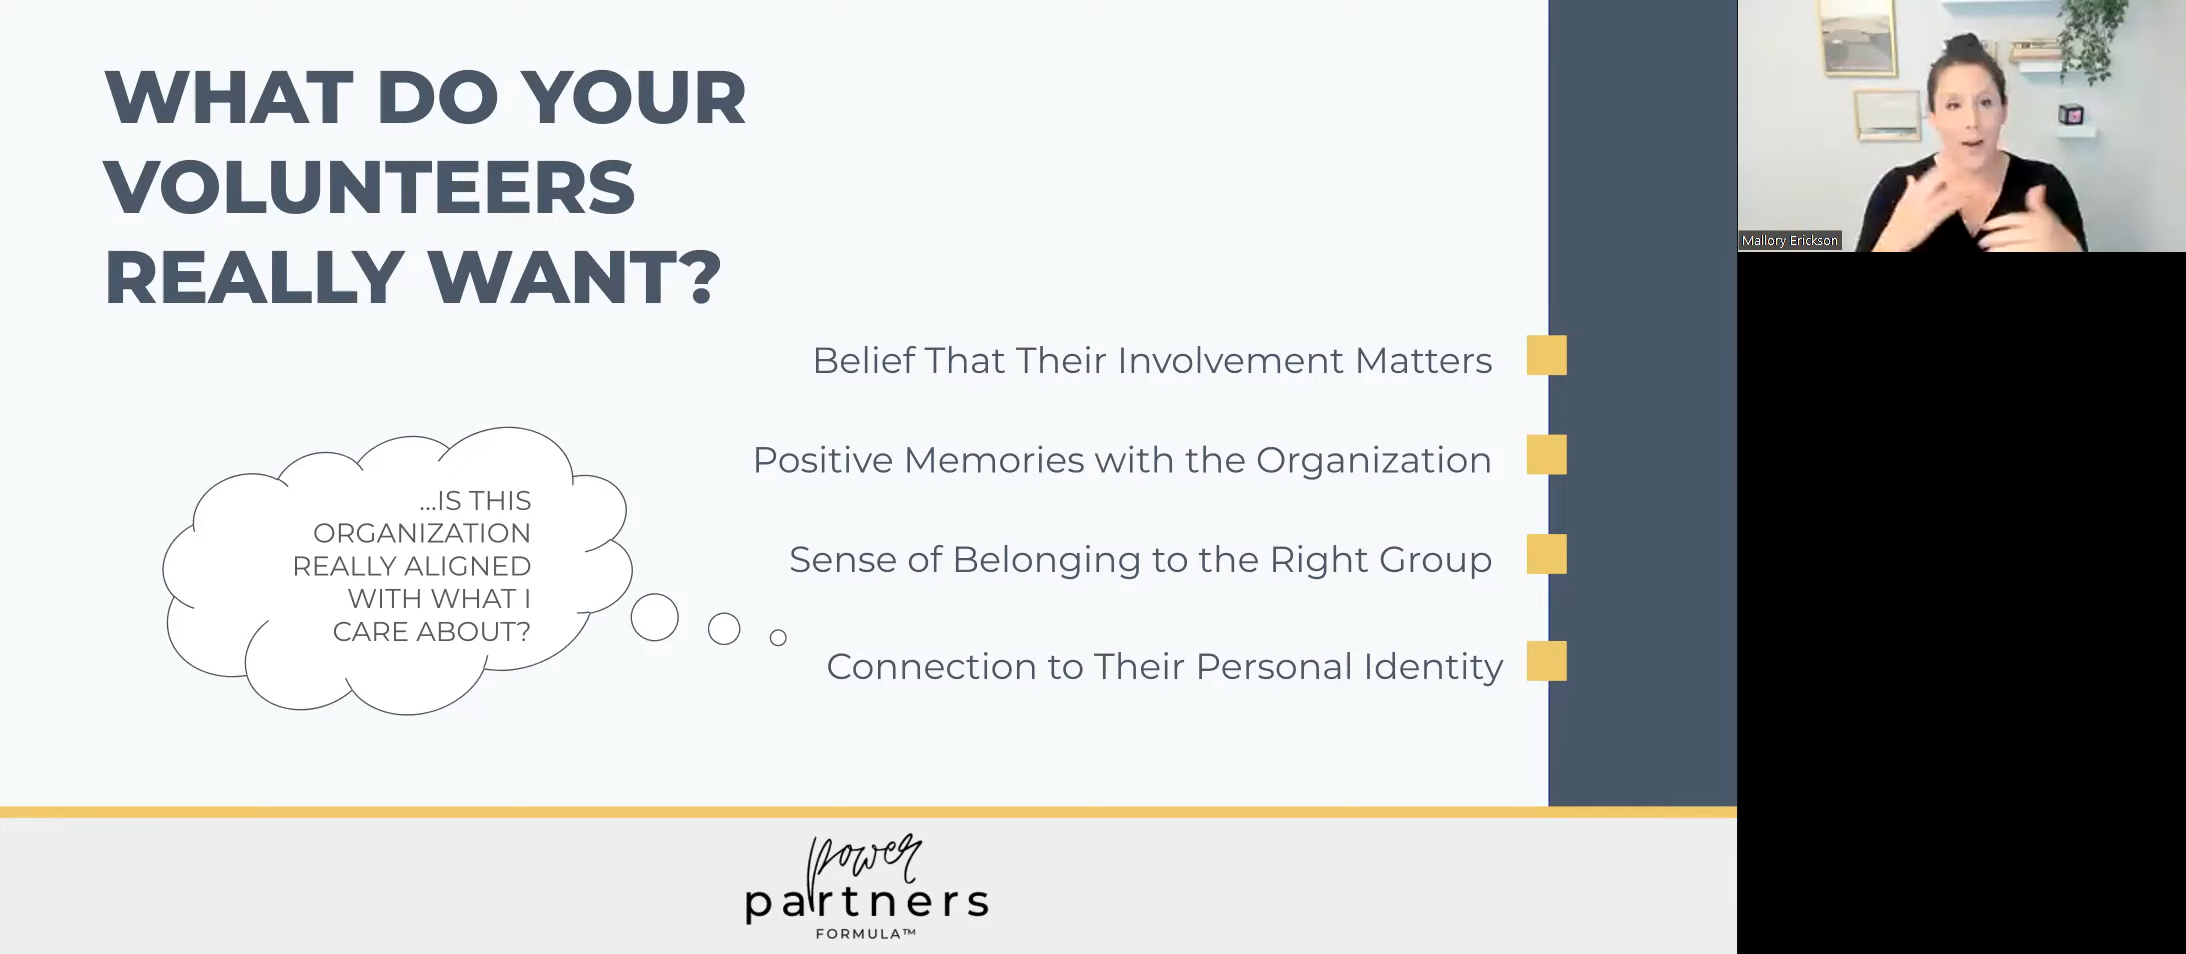 WHAT DO YOUR
VOLUNTEERS
REALLY WANT?
Belief That Their Involvement Matters
Positive Memories with the Organization
Sense of Belonging to the Right Group
Connection to Their Personal Identity
...IS THIS
ORGANIZATION
REALLY ALIGNED
WITH WHAT I
CARE ABOUT?
power
partners
FORMULA™
Mallory Erickson